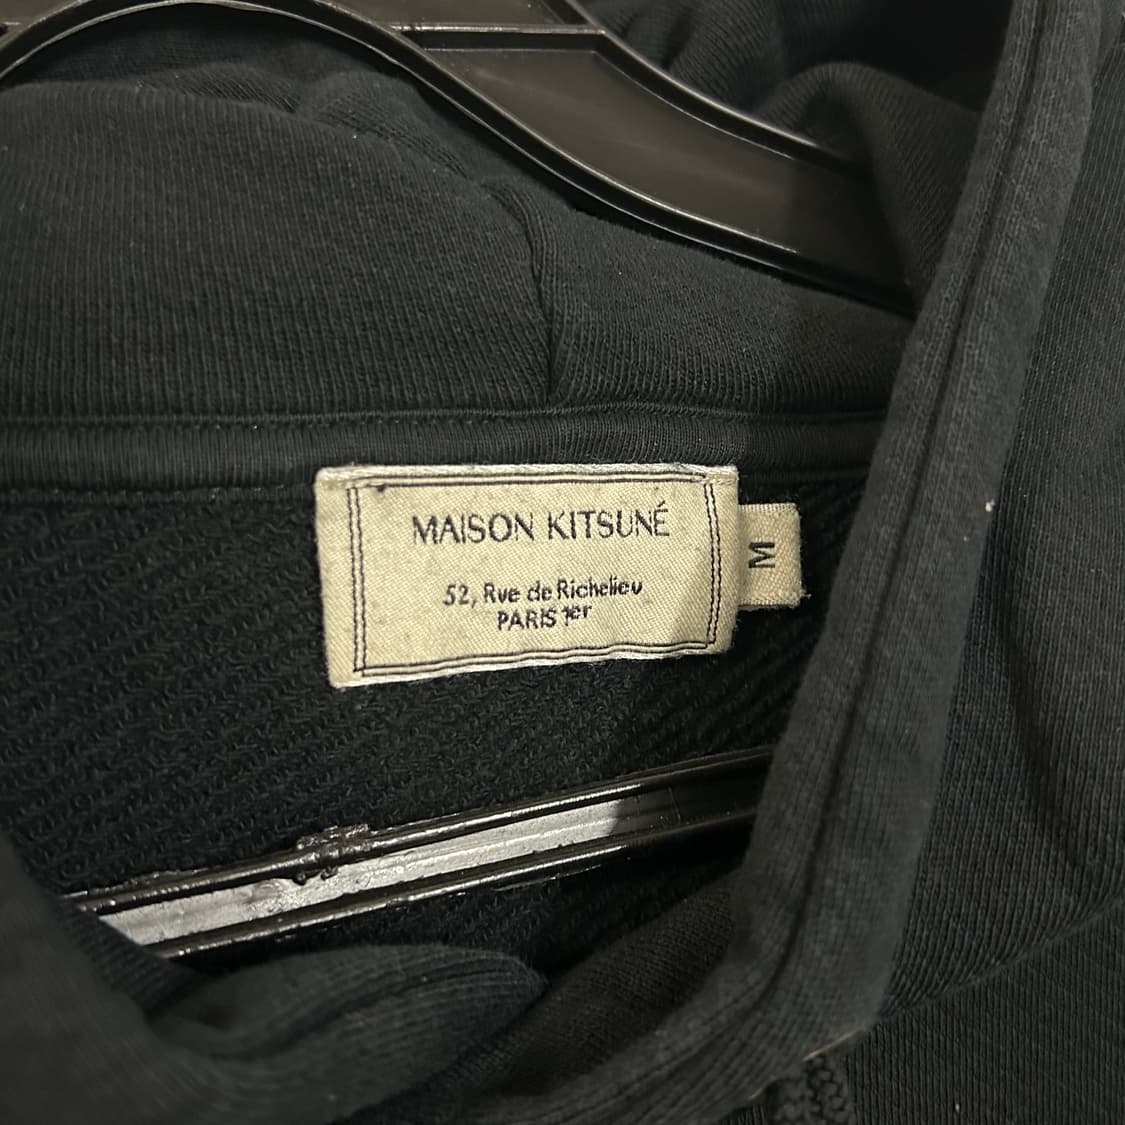 MAISON KITSUNÉ
52, Rue de Richelieu
PARIS 1er
M